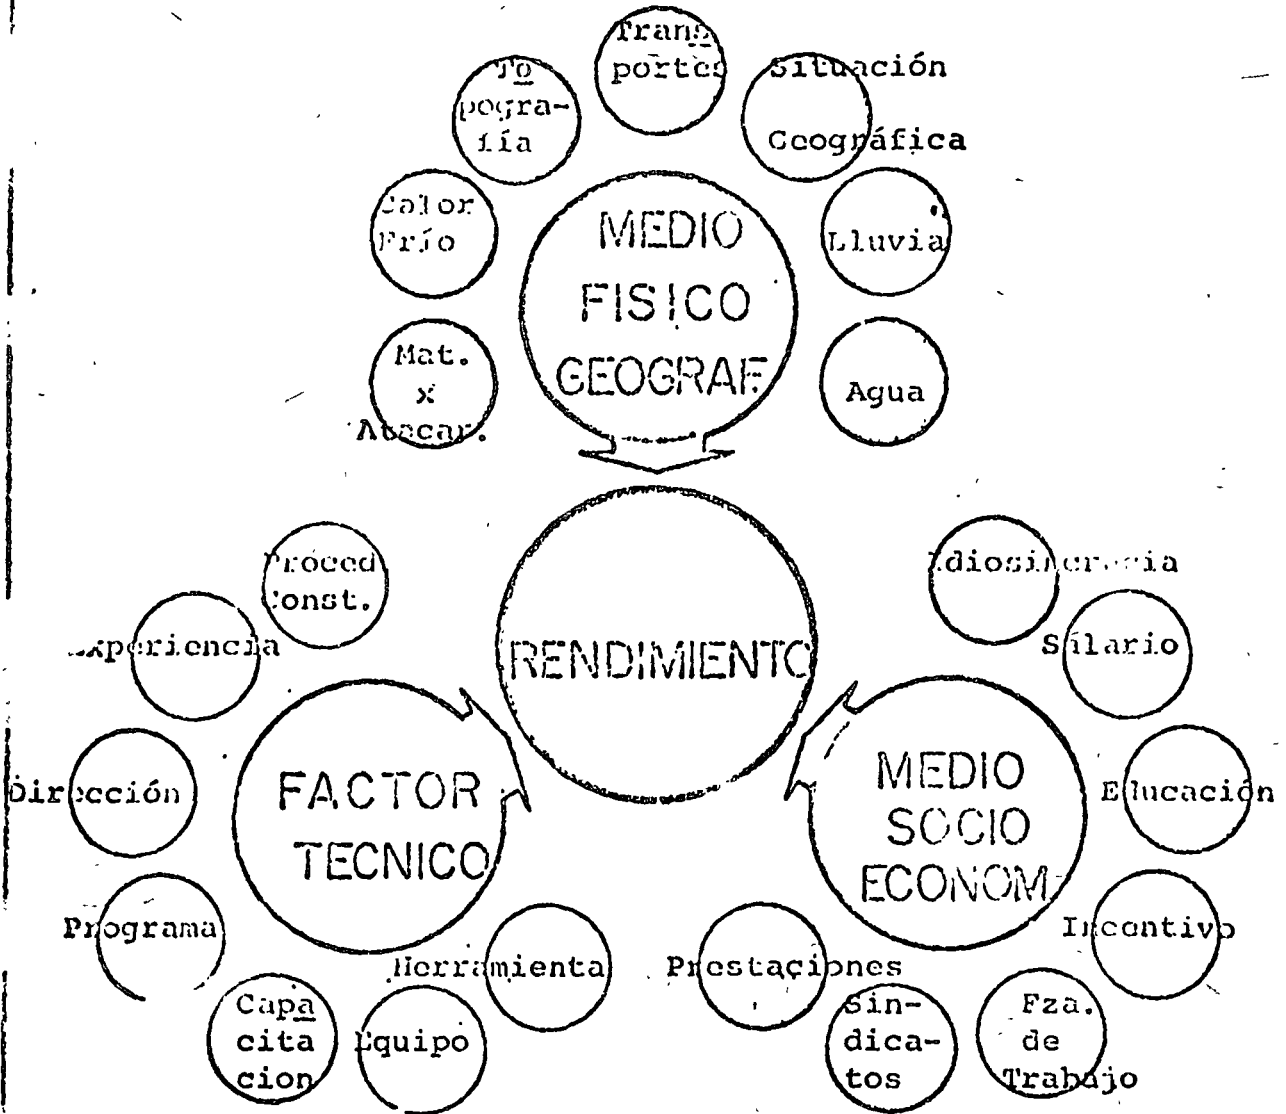 Trans
portes
To
pogra-
fía
Situación
Geográfica
Calor
Frío
MEDIO
FISICO
GEOGRAF.
Lluvia
Mat.
x
Atacar.
Agua
Proced
Const.
Idiosincracia
Experiencia
Salario
RENDIMIENTO
Dirección
FACTOR
TECNICO
MEDIO
SOCIO
ECONOM.
Educación
Programa
Incentivo
Herramienta
Prestaciones
Capa
cita
cion
Equipo
Sin-
dica-
tos
Fza.
de
Trabajo